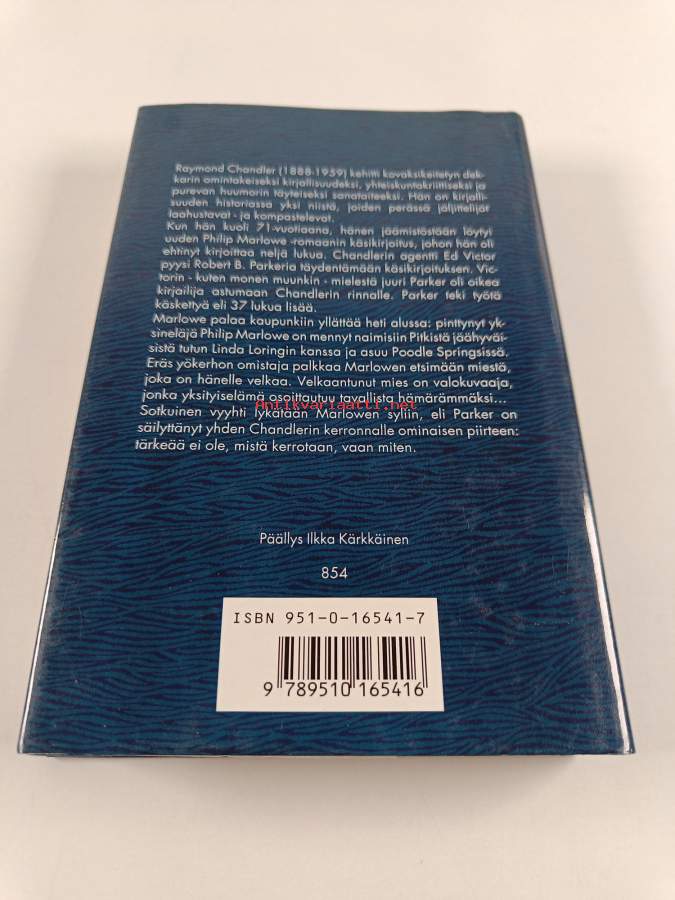 Raymond Chandler (1888-1959) kehitti kovaksikeitetyn dek-
karin omintakeiseksi kirjallisuudeksi, yhteiskuntakriittiseksi ja
purevan huumorin täyteiseksi sanataiteeksi. Hän on kirjalli-
suuden historiassa yksi niistä, joiden perässä jäljittelijät
laahustavat - ja kompastelevat.
Kun hän kuoli 71-vuotiaana, hänen jäämistöstään löytyi
uuden Philip Marlowe -romaanin käsikirjoitus, johon hän oli
ehtinyt kirjoittaa neljä lukua. Chandlerin agentti Ed Victor
pyysi Robert B. Parkeria täydentämään käsikirjoituksen. Vic-
torin - kuten monen muunkin - mielestä juuri Parker oli oikea
kirjailija astumaan Chandlerin rinnalle. Parker teki työtä
käskettyä eli 37 lukua lisää.
Marlowe palaa kaupunkiin yllättää heti alussa: pinttynyt yk-
sineläjä Philip Marlowe on mennyt naimisiin Pitkistä jäähyväi-
sistä tutun Linda Loringin kanssa ja asuu Poodle Springsissä.
Eräs yökerhon omistaja palkkaa Marlowen etsimään miestä,
joka on hänelle velkaa. Velkaantunut mies on valokuvaaja,
jonka yksityiselämä osoittautuu tavallista hämärämmäksi...
Antikvariaatti.net
Sotkuinen vyyhti lykätään Marlowen syliin, eli Parker on
säilyttänyt yhden Chandlerin kerronnalle ominaisen piirteen:
tärkeää ei ole, mistä kerrotaan, vaan miten.
Päällys Ilkka Kärkkäinen
854
ISBN 951-0-16541-7
9 789510 165416